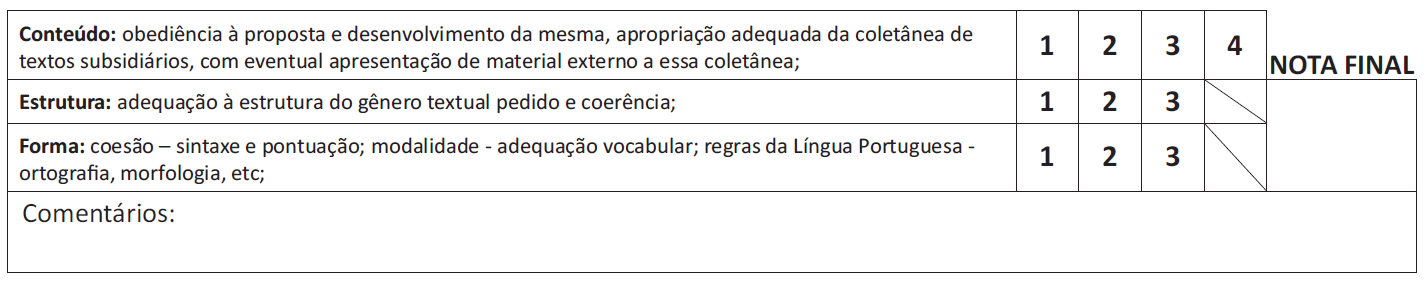 Conteúdo: obediência à proposta e desenvolvimento da mesma, apropriação adequada da coletânea de
textos subsidiários, com eventual apresentação de material externo a essa coletânea;
1 2 3 4
NOTA FINAL
Estrutura: adequação à estrutura do gênero textual pedido e coerência;
1 2 3
Forma: coesão – sintaxe e pontuação; modalidade - adequação vocabular; regras da Língua Portuguesa -
ortografia, morfologia, etc;
1 2 3
Comentários: